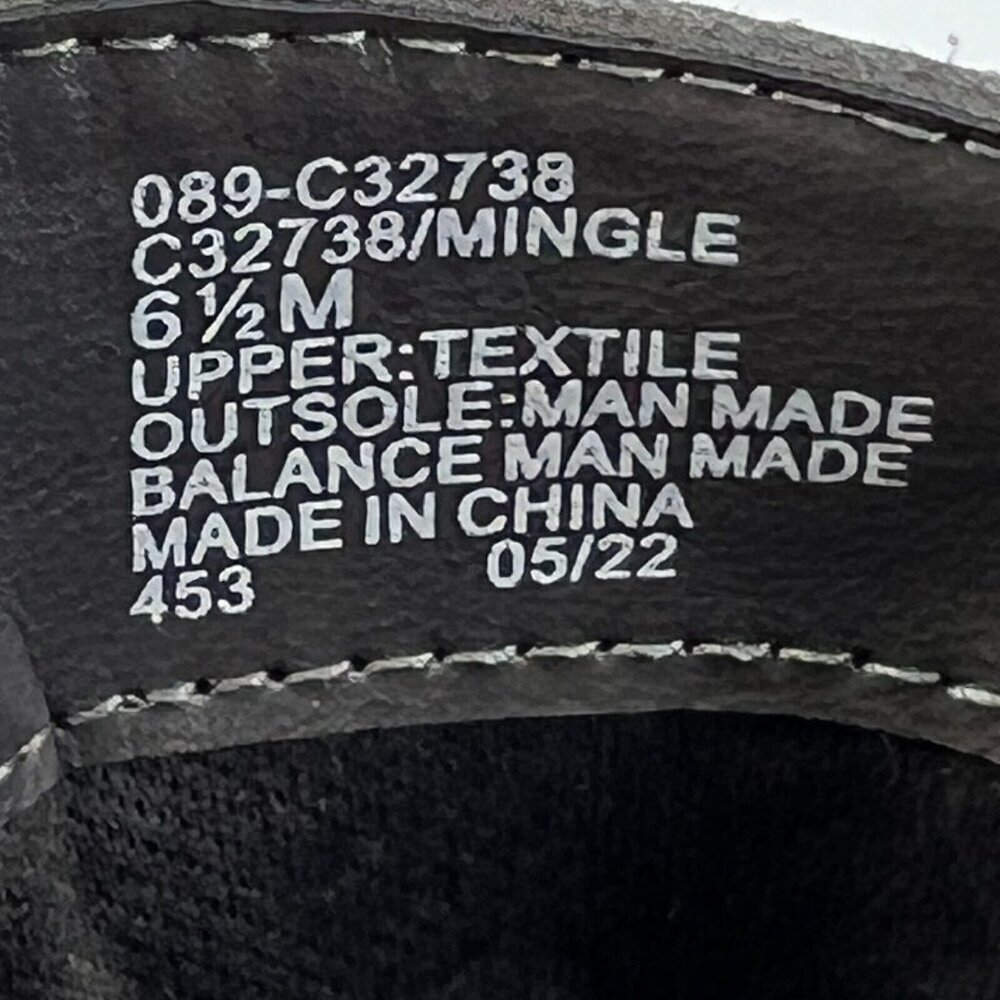 089-C32738
C32738/MINGLE
6 ½ M
UPPER:TEXTILE
OUTSOLE:MAN MADE
BALANCE MAN MADE
MADE IN CHINA
453 05/22